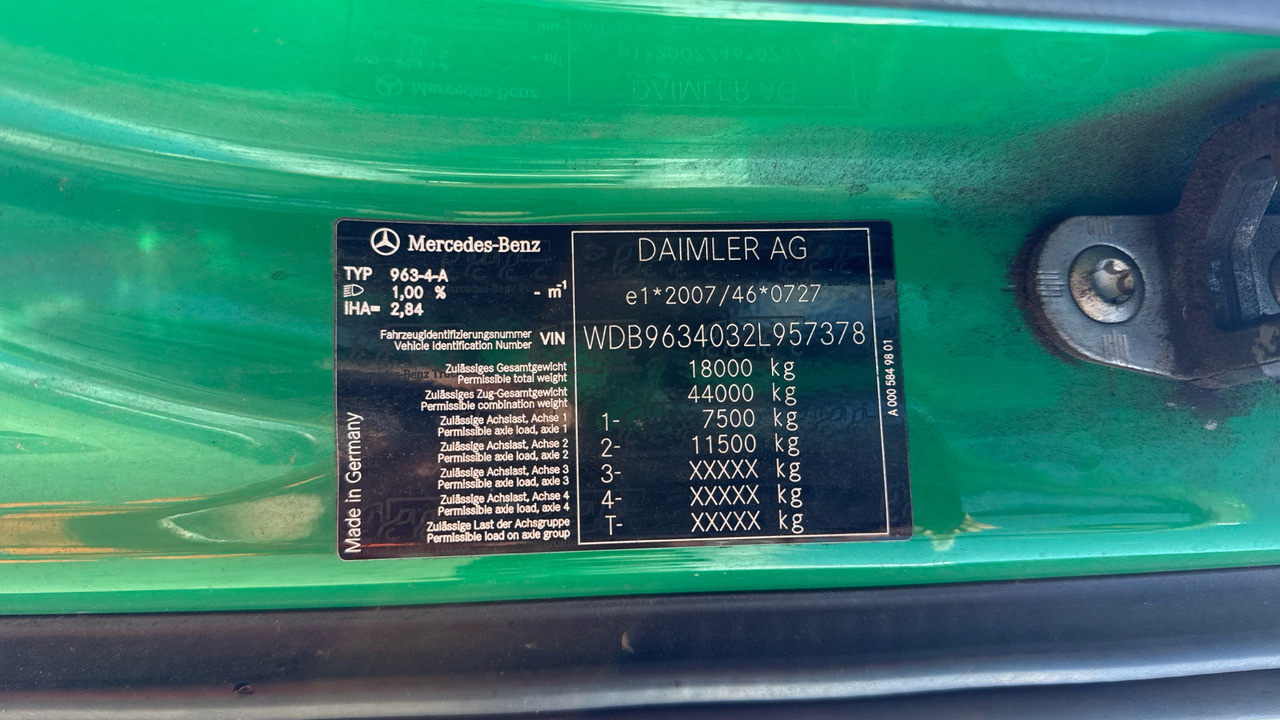 Mercedes-Benz
TYP 963-4-A
1,00 % - m-1
IHA= 2,84
DAIMLER AG
e1*2007/46*0727
Fahrzeugidentifizierungsnummer
Vehicle Identification Number
VIN WDB9634032L957378
Zulässiges Gesamtgewicht
Permissible total weight
18000 kg
Zulässiges Zug-Gesamtgewicht
Permissible combination weight
44000 kg
Zulässige Achslast, Achse 1
Permissible axle load, axle 1
1- 7500 kg
Zulässige Achslast, Achse 2
Permissible axle load, axle 2
2- 11500 kg
Zulässige Achslast, Achse 3
Permissible axle load, axle 3
3- XXXXX kg
Zulässige Achslast, Achse 4
Permissible axle load, axle 4
4- XXXXX kg
Zulässige Last der Achsgruppe
Permissible load on axle group
T- XXXXX kg
Made in Germany
A 000 584 98 01